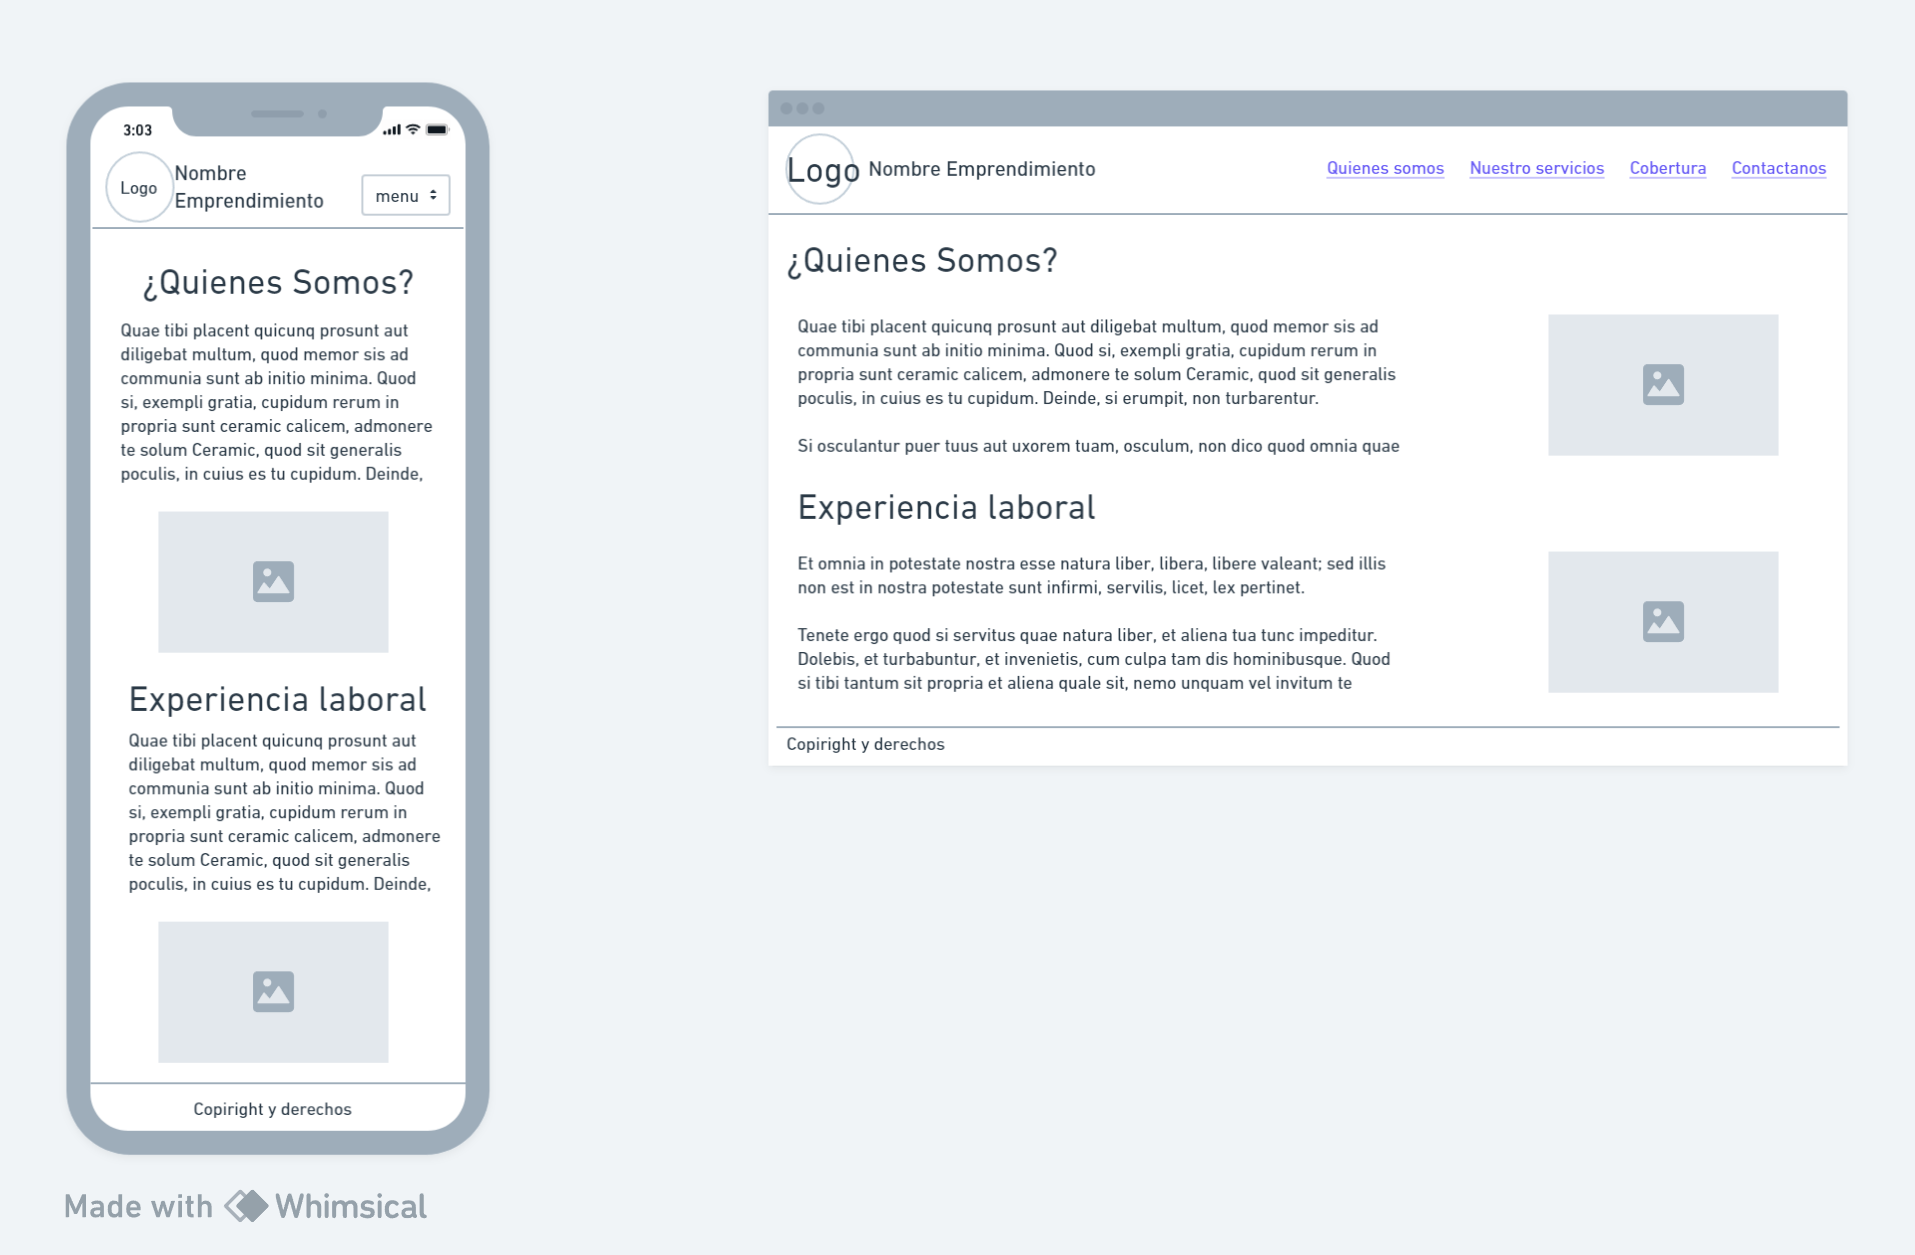 3:03
Logo
Nombre
Emprendimiento
menu
¿Quienes Somos?
Quae tibi placent quicunq prosunt aut
diligebat multum, quod memor sis ad
communia sunt ab initio minima. Quod
si, exempli gratia, cupidum rerum in
propria sunt ceramic calicem, admonere
te solum Ceramic, quod sit generalis
poculis, in cuius es tu cupidum. Deinde,
Experiencia laboral
Quae tibi placent quicunq prosunt aut
diligebat multum, quod memor sis ad
communia sunt ab initio minima. Quod
si, exempli gratia, cupidum rerum in
propria sunt ceramic calicem, admonere
te solum Ceramic, quod sit generalis
poculis, in cuius es tu cupidum. Deinde,
Copiright y derechos
Logo Nombre Emprendimiento
Quienes somos Nuestro servicios Cobertura Contactanos
¿Quienes Somos?
Quae tibi placent quicunq prosunt aut diligebat multum, quod memor sis ad
communia sunt ab initio minima. Quod si, exempli gratia, cupidum rerum in
propria sunt ceramic calicem, admonere te solum Ceramic, quod sit generalis
poculis, in cuius es tu cupidum. Deinde, si erumpit, non turbarentur.
Si osculantur puer tuus aut uxorem tuam, osculum, non dico quod omnia quae
Experiencia laboral
Et omnia in potestate nostra esse natura liber, libera, libere valeant; sed illis
non est in nostra potestate sunt infirmi, servilis, licet, lex pertinet.
Tenete ergo quod si servitus quae natura liber, et aliena tua tunc impeditur.
Dolebis, et turbabuntur, et invenietis, cum culpa tam dis hominibusque. Quod
si tibi tantum sit propria et aliena quale sit, nemo unquam vel invitum te
Copiright y derechos
Made with Whimsical